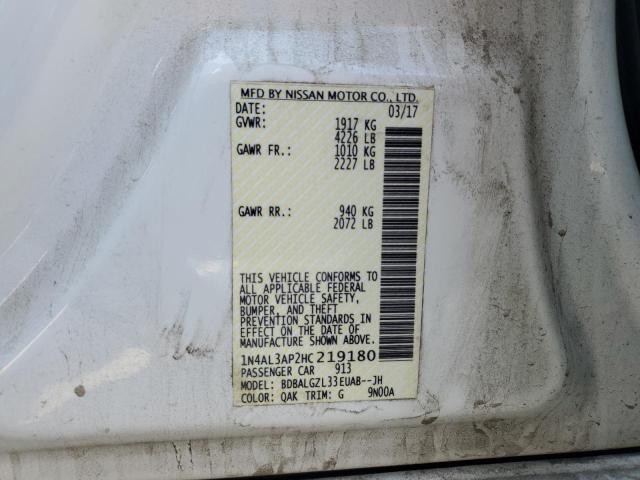 MFD BY NISSAN MOTOR CO., LTD.
DATE: 03/17
GVWR: 1917 KG
4226 LB
GAWR FR.: 1010 KG
2227 LB
GAWR RR.: 940 KG
2072 LB
THIS VEHICLE CONFORMS TO
ALL APPLICABLE FEDERAL
MOTOR VEHICLE SAFETY,
BUMPER, AND THEFT
PREVENTION STANDARDS IN
EFFECT ON THE DATE OF
MANUFACTURE SHOWN ABOVE.
1N4AL3AP2HC219180
PASSENGER CAR 913
MODEL: BDBALGZL33EUAB--JH
COLOR: QAK TRIM: G 9N00A